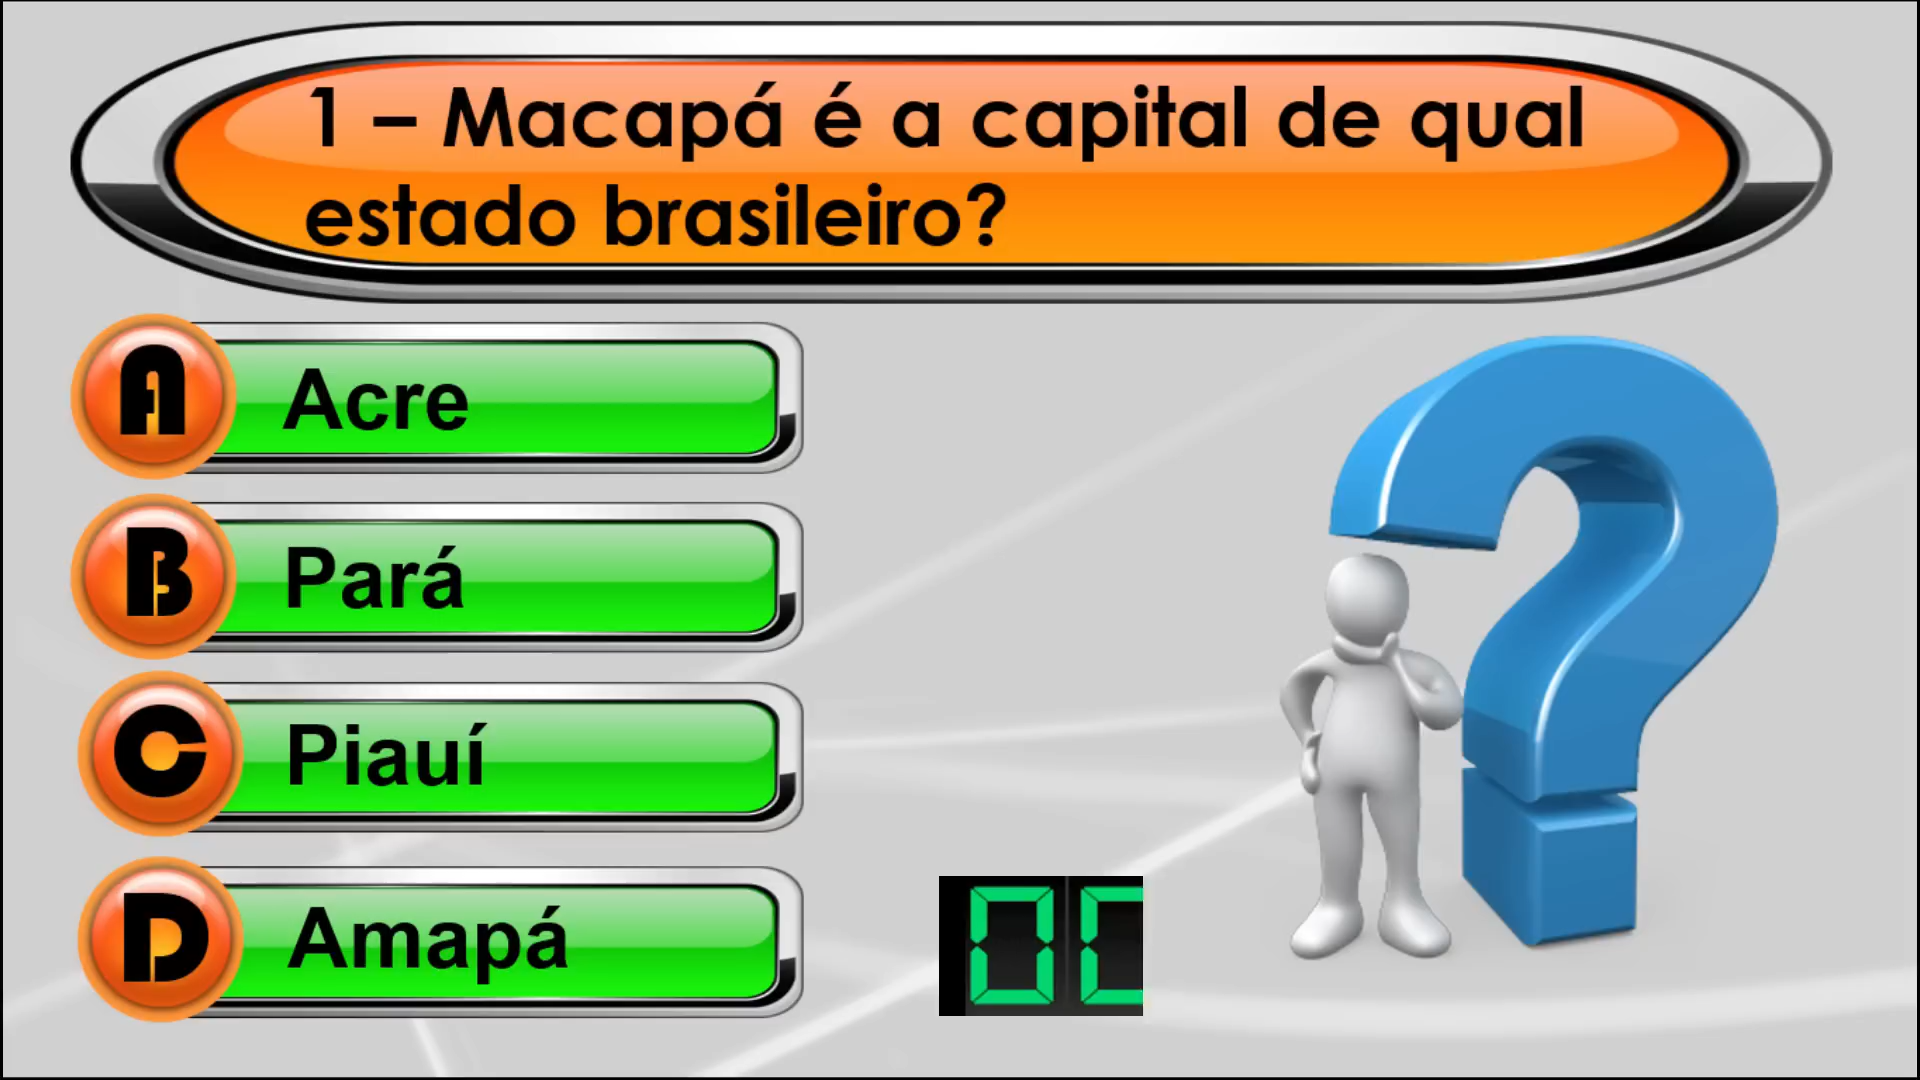 1 – Macapá é a capital de qual
estado brasileiro?
A Acre
B Pará
C Piauí
D Amapá